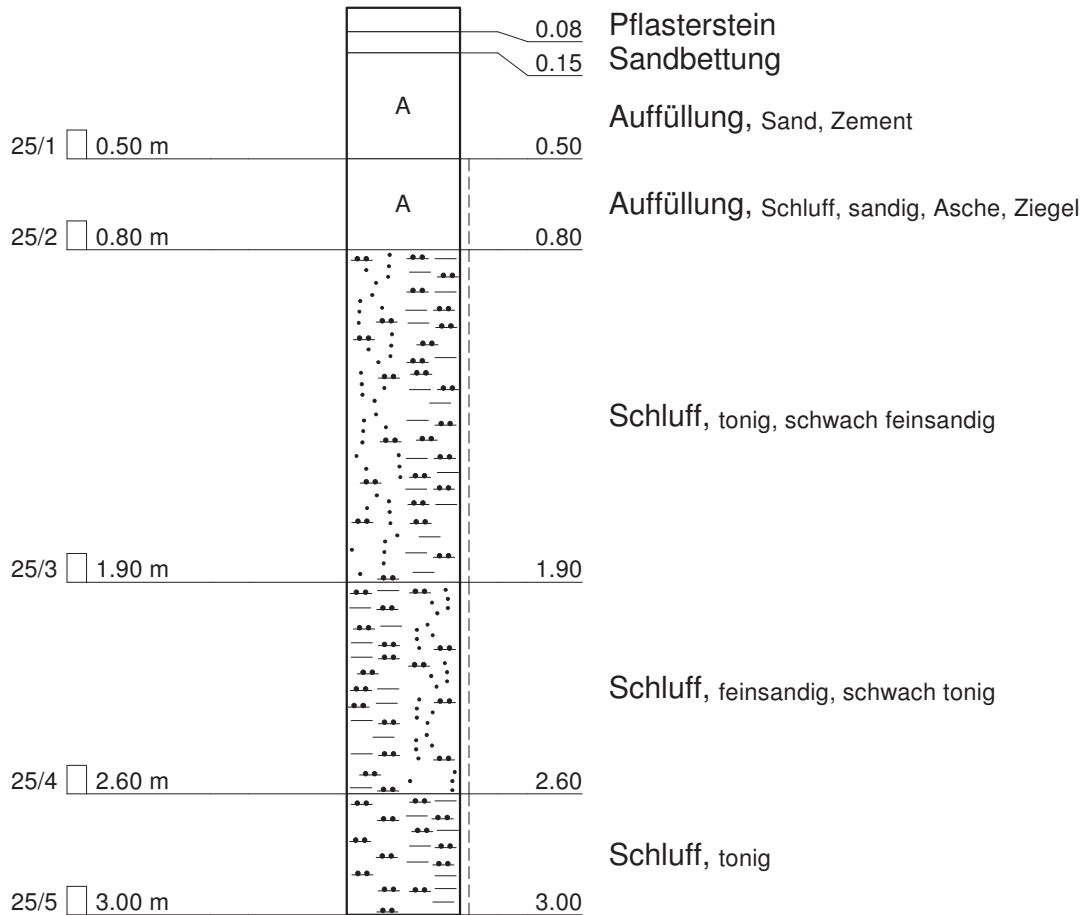 0.08 Pflasterstein
0.15 Sandbettung
A
Auffüllung, Sand, Zement
25/1 0.50 m 0.50
A
Auffüllung, Schluff, sandig, Asche, Ziegel
25/2 0.80 m 0.80
Schluff, tonig, schwach feinsandig
25/3 1.90 m 1.90
Schluff, feinsandig, schwach tonig
25/4 2.60 m 2.60
Schluff, tonig
25/5 3.00 m 3.00